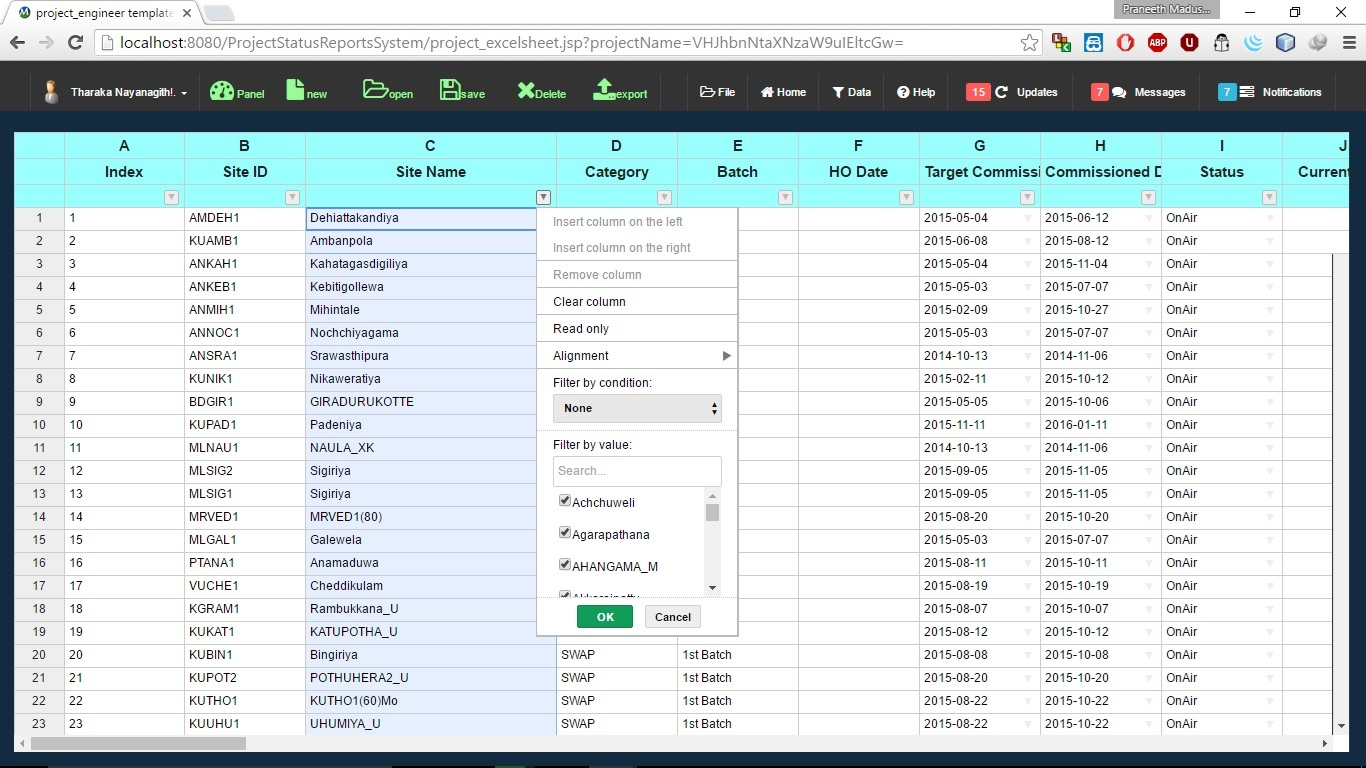 project_engineer template
Praneeth Madus...
localhost:8080/ProjectStatusReportsSystem/project_excelsheet.jsp?projectName=VHJhbnNtaXNzaW9uIEltcGw=
Tharaka Nayanagith!. Panel new open save Delete export File Home Data Help 15 Updates 7 Messages 7 Notifications
A B C D E F G H I J
Index Site ID Site Name Category Batch HO Date Target Commissi Commissioned D Status Current
1 1 AMDEH1 Dehiattakandiya 2015-05-04 2015-06-12 OnAir
2 2 KUAMB1 Ambanpola 2015-06-08 2015-08-12 OnAir
3 3 ANKAH1 Kahatagasdigiliya 2015-05-04 2015-11-04 OnAir
4 4 ANKEB1 Kebitigollewa 2015-05-03 2015-07-07 OnAir
5 5 ANMIH1 Mihintale 2015-02-09 2015-10-27 OnAir
6 6 ANNOC1 Nochchiyagama 2015-05-03 2015-07-07 OnAir
7 7 ANSRA1 Srawasthipura 2014-10-13 2014-11-06 OnAir
8 8 KUNIK1 Nikaweratiya 2015-02-11 2015-10-12 OnAir
9 9 BDGIR1 GIRADURUKOTTE 2015-05-05 2015-10-06 OnAir
10 10 KUPAD1 Padeniya 2015-11-11 2016-01-11 OnAir
11 11 MLNAU1 NAULA_XK 2014-10-13 2014-11-06 OnAir
12 12 MLSIG2 Sigiriya 2015-09-05 2015-11-05 OnAir
13 13 MLSIG1 Sigiriya 2015-09-05 2015-11-05 OnAir
14 14 MRVED1 MRVED1(80) 2015-08-20 2015-10-20 OnAir
15 15 MLGAL1 Galewela 2015-05-03 2015-07-07 OnAir
16 16 PTANA1 Anamaduwa 2015-08-11 2015-10-11 OnAir
17 17 VUCHE1 Cheddikulam 2015-08-19 2015-10-19 OnAir
18 18 KGRAM1 Rambukkana_U 2015-08-07 2015-10-07 OnAir
19 19 KUKAT1 KATUPOTHA_U 2015-08-12 2015-10-12 OnAir
20 20 KUBIN1 Bingiriya SWAP 1st Batch 2015-08-08 2015-10-08 OnAir
21 21 KUPOT2 POTHUHERA2_U SWAP 1st Batch 2015-08-20 2015-10-20 OnAir
22 22 KUTHO1 KUTHO1(60)Mo SWAP 1st Batch 2015-08-22 2015-10-22 OnAir
23 23 KUUHU1 UHUMIYA_U SWAP 1st Batch 2015-08-22 2015-10-22 OnAir
Insert column on the left
Insert column on the right
Remove column
Clear column
Read only
Alignment
Filter by condition:
None
Filter by value:
Search...
Achchuweli
Agarapathana
AHANGAMA_M
OK Cancel